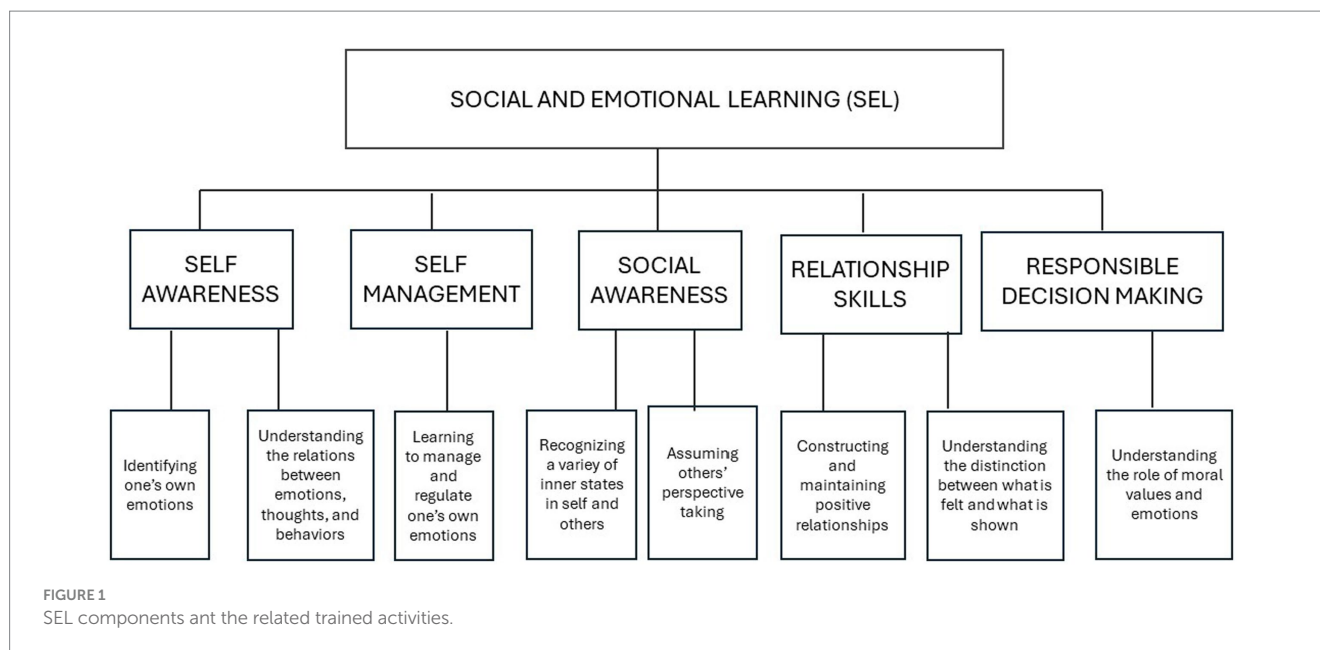 SOCIAL AND EMOTIONAL LEARNING (SEL)
SELF
AWARENESS
SELF
MANAGEMENT
SOCIAL
AWARENESS
RELATIONSHIP
SKILLS
RESPONSIBLE
DECISION MAKING
Identifying
one's own
emotions
Understanding
the relations
between
emotions,
thoughts, and
behaviors
Learning
to manage
and
regulate
one's own
emotions
Recognizing
a variey of
inner states
in self and
others
Assuming
others'
perspective
taking
Constructing
and
maintaining
positive
relationships
Understanding
the distinction
between what is
felt and what is
shown
Understanding
the role of moral
values and
emotions
FIGURE 1
SEL components ant the related trained activities.